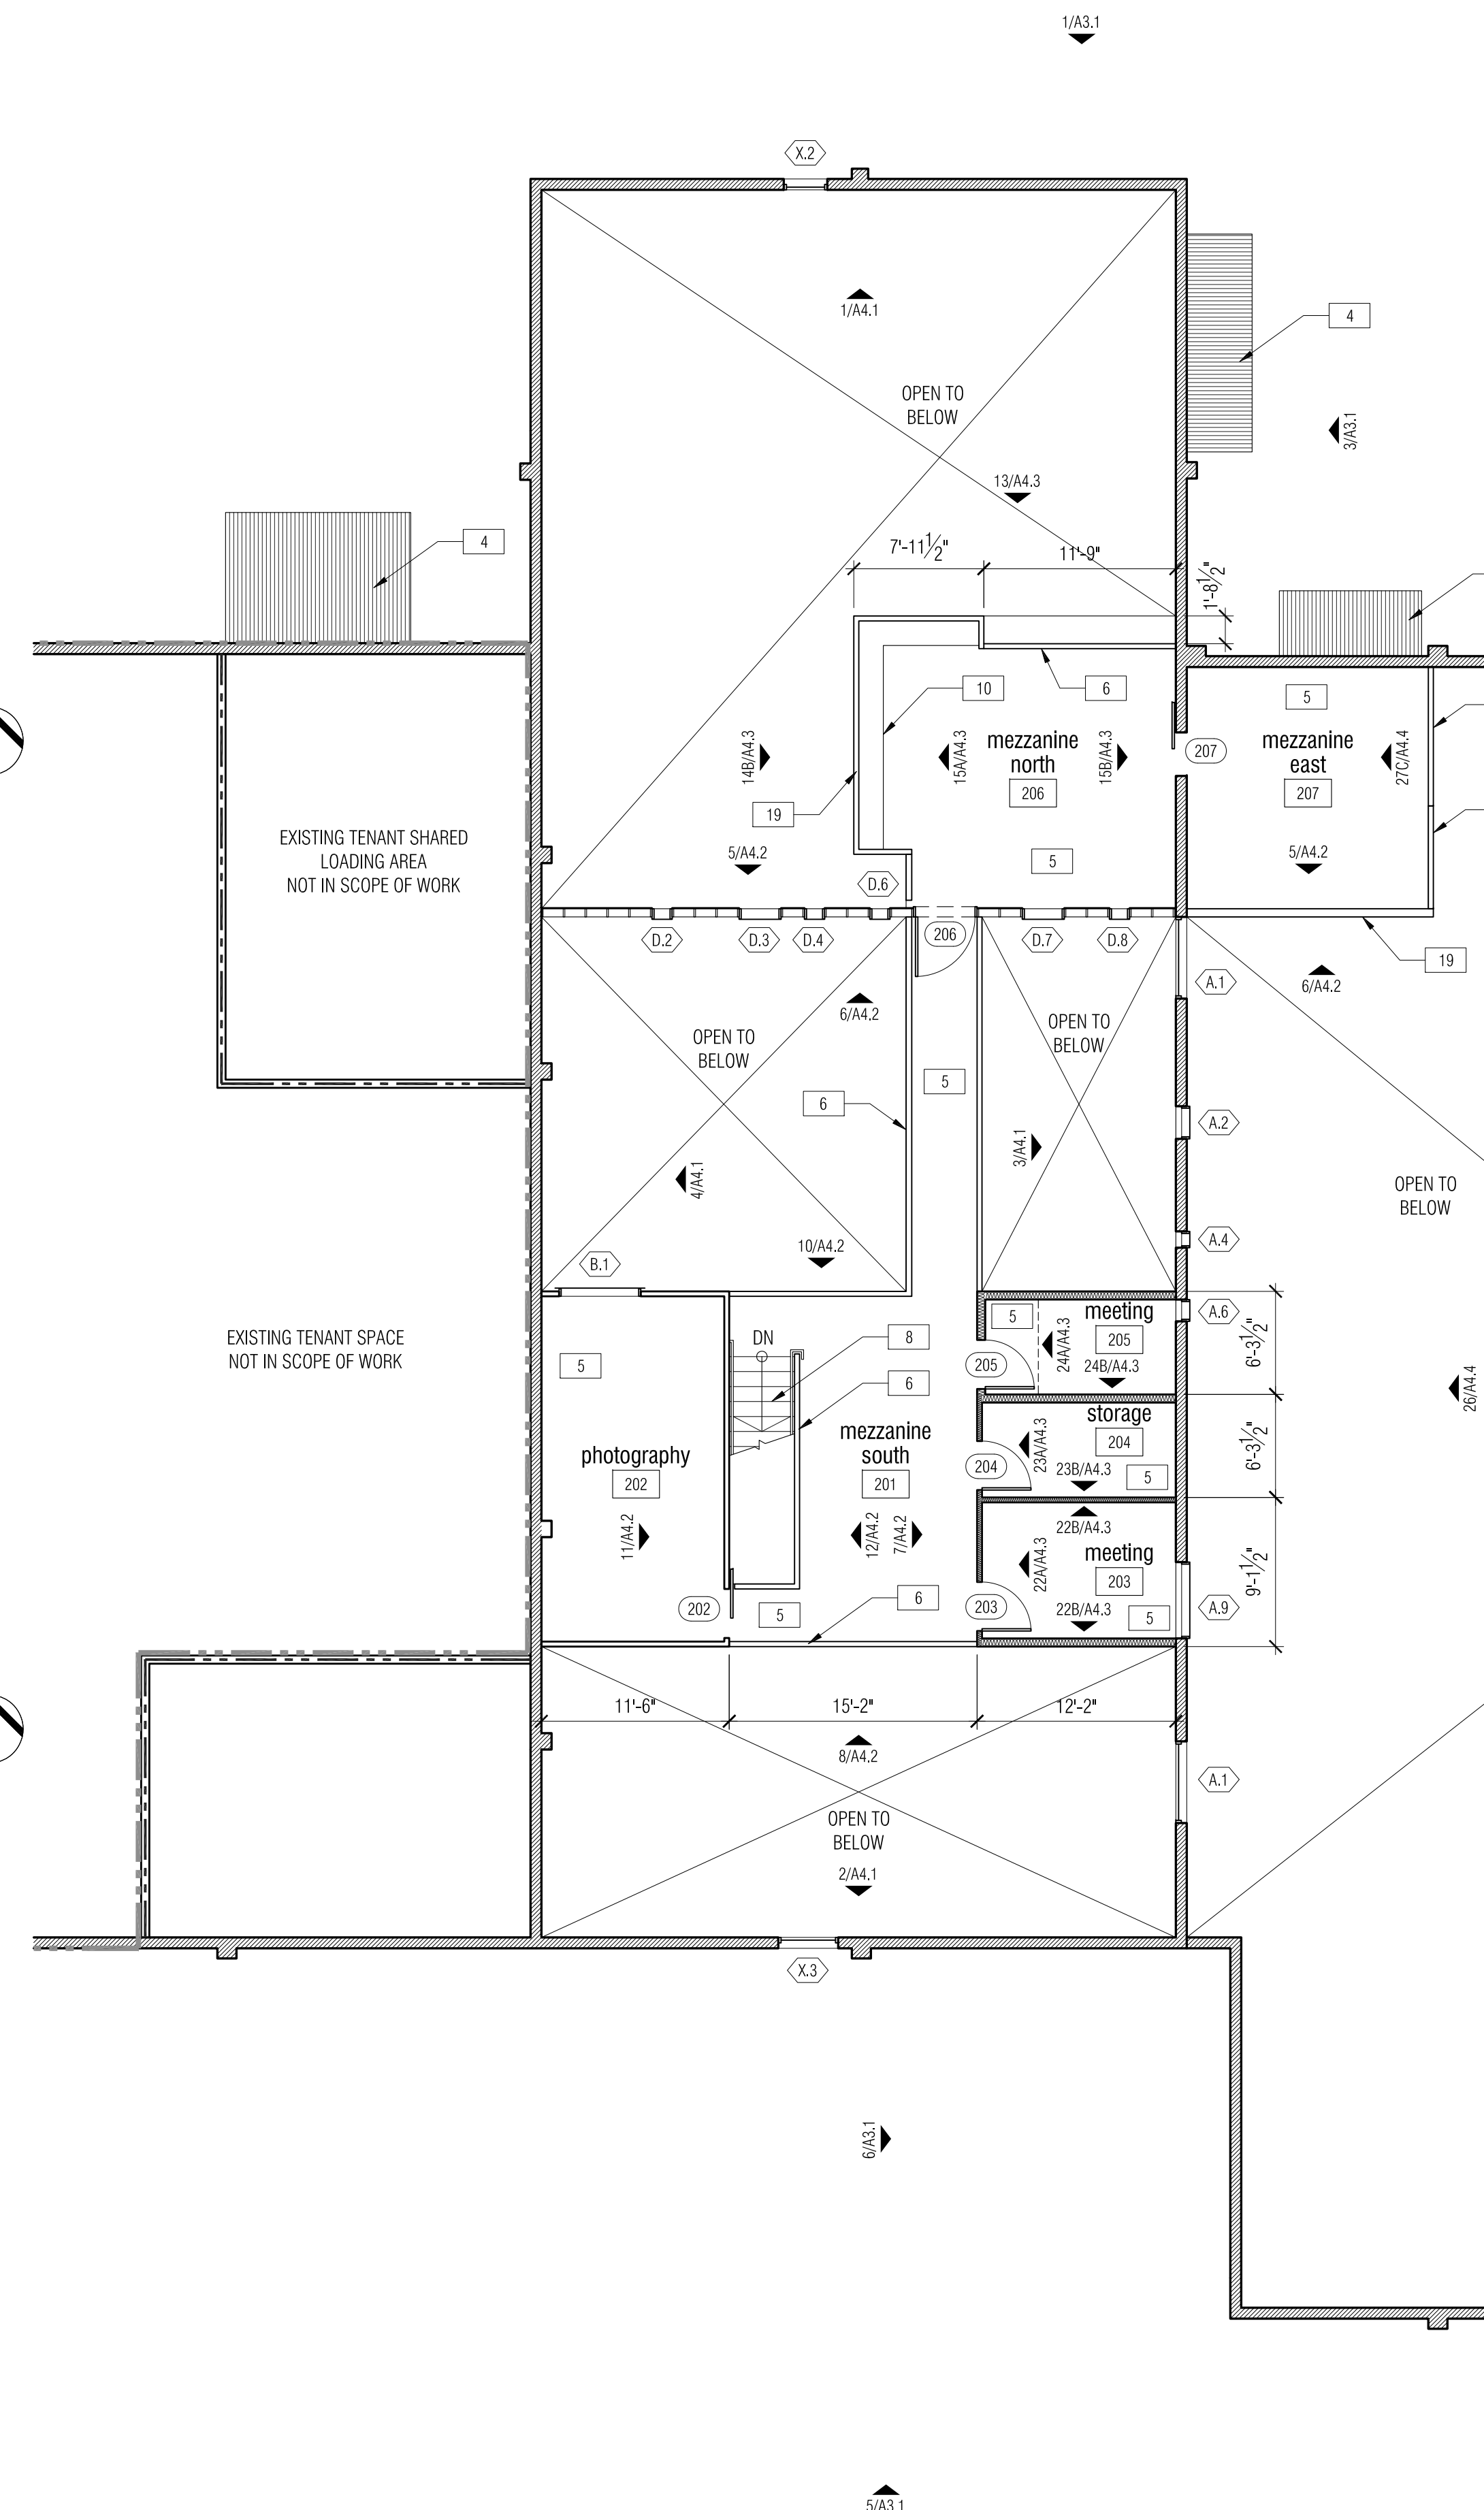 1/A3.1
X.2
1/A4.1
4
OPEN TO
BELOW
3/A3.1
13/A4.3
4
7'-11 1/2"
11'-9"
1'-8 1/2"
10
6
5
14B/A4.3
15A/A4.3
mezzanine
north
206
15B/A4.3
207
mezzanine
east
207
27C/A4.4
19
EXISTING TENANT SHARED
LOADING AREA
NOT IN SCOPE OF WORK
5/A4.2
5
5/A4.2
D.6
D.2
D.3
D.4
206
D.7
D.8
19
A.1
6/A4.2
6/A4.2
OPEN TO
BELOW
OPEN TO
BELOW
5
6
A.2
3/A4.1
4/A4.1
OPEN TO
BELOW
A.4
10/A4.2
B.1
EXISTING TENANT SPACE
NOT IN SCOPE OF WORK
5
meeting
205
A.6
6'-3 1/2"
DN
8
24A/A4.3
24B/A4.3
205
5
6
26/A4.4
storage
204
mezzanine
south
201
photography
202
23A/A4.3
204
23B/A4.3
5
6'-3 1/2"
11/A4.2
12/A4.2
7/A4.2
22B/A4.3
meeting
203
22A/A4.3
22B/A4.3
5
9'-1 1/2"
202
5
6
203
A.9
11'-6"
15'-2"
12'-2"
8/A4.2
A.1
OPEN TO
BELOW
2/A4.1
X.3
6/A3.1
5/A3.1